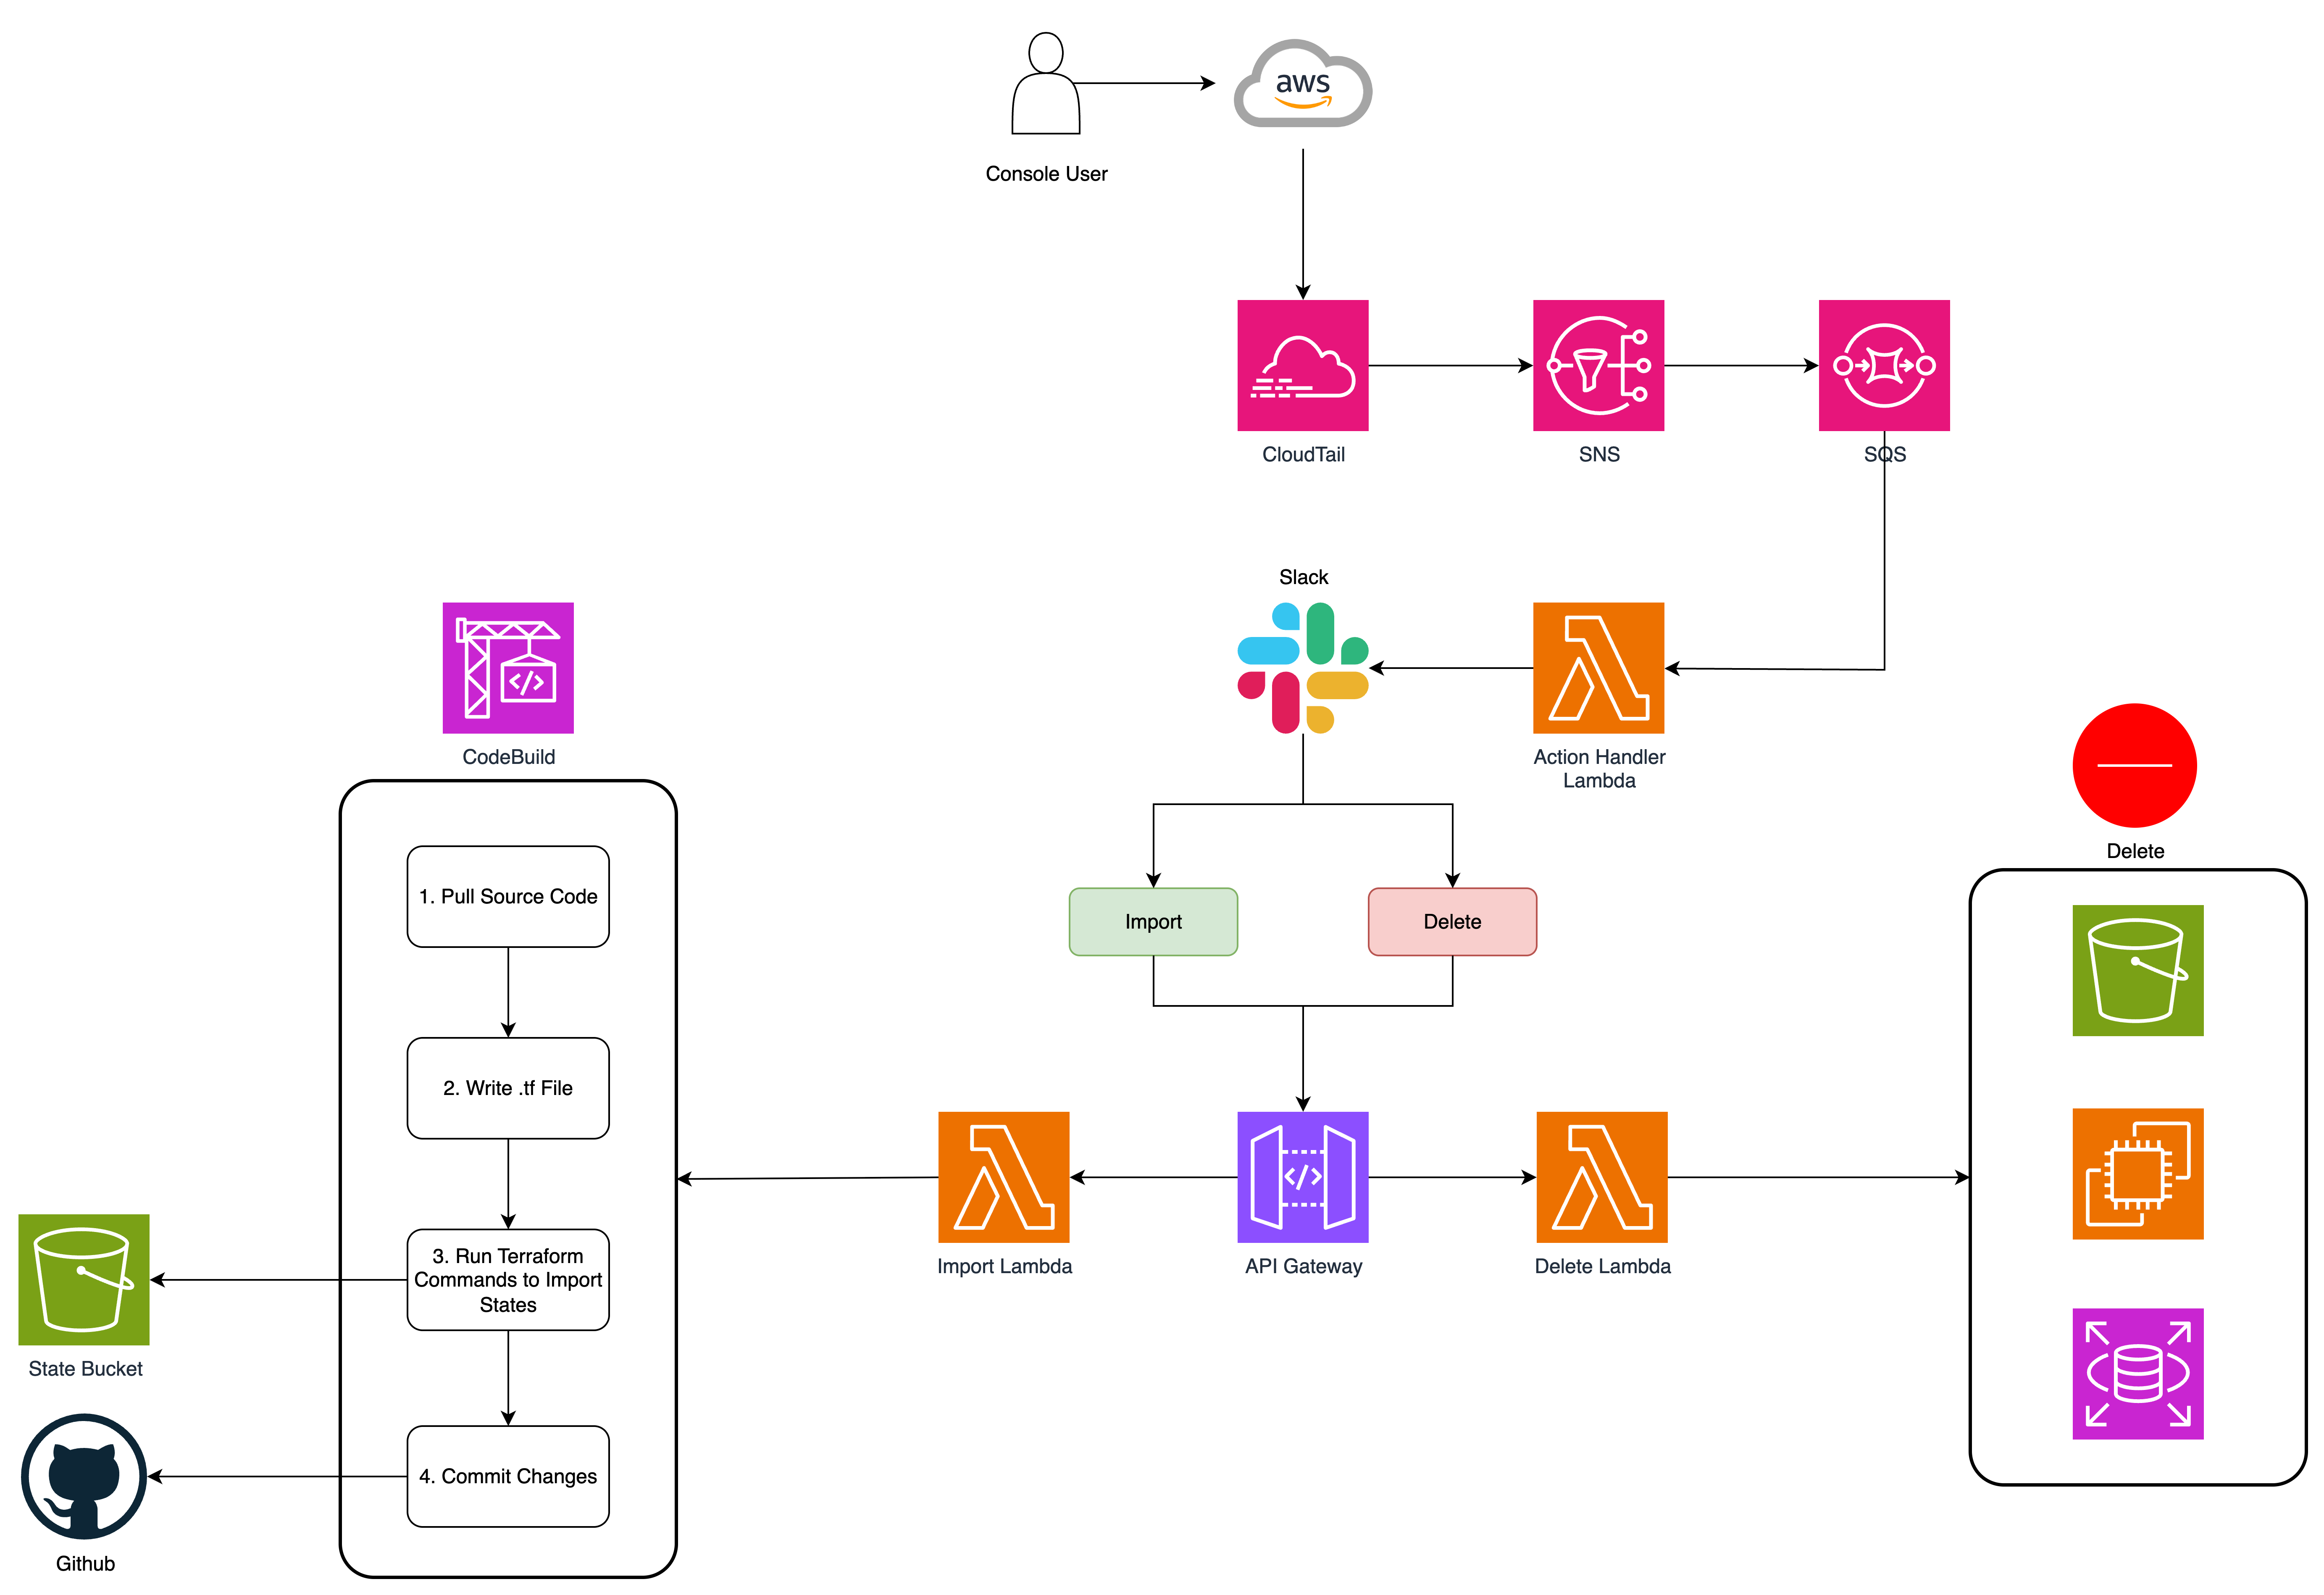 aws
Console User
CloudTail
SNS
SQS
Slack
CodeBuild
Action Handler
Lambda
Delete
1. Pull Source Code
Import
Delete
2. Write .tf File
3. Run Terraform
Commands to Import
States
Import Lambda
API Gateway
Delete Lambda
State Bucket
4. Commit Changes
Github